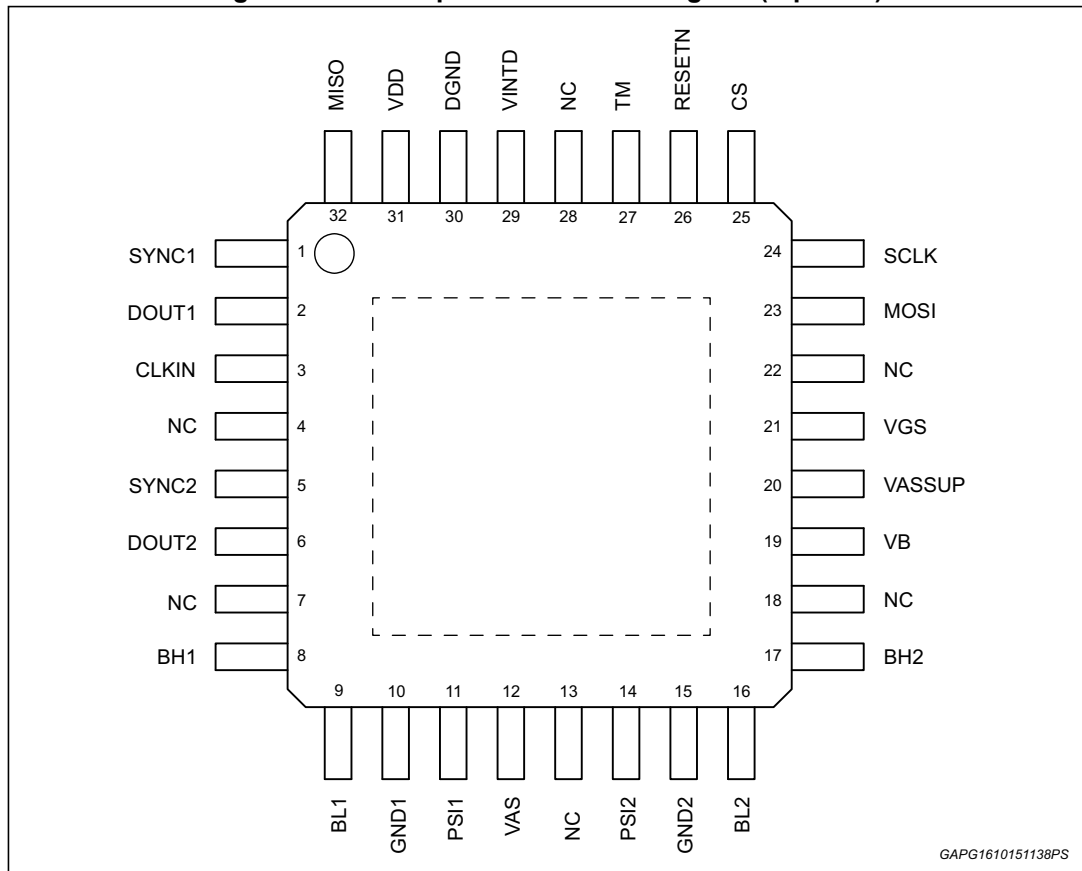 MISO
VDD
DGND
VINTD
NC
TM
RESETN
CS
32
31
30
29
28
27
26
25
SYNC1
1
DOUT1
2
CLKIN
3
NC
4
SYNC2
5
DOUT2
6
NC
7
BH1
8
24
SCLK
23
MOSI
22
NC
21
VGS
20
VASSUP
19
VB
18
NC
17
BH2
9
10
11
12
13
14
15
16
BL1
GND1
PSI1
VAS
NC
PSI2
GND2
BL2
GAPG1610151138PS